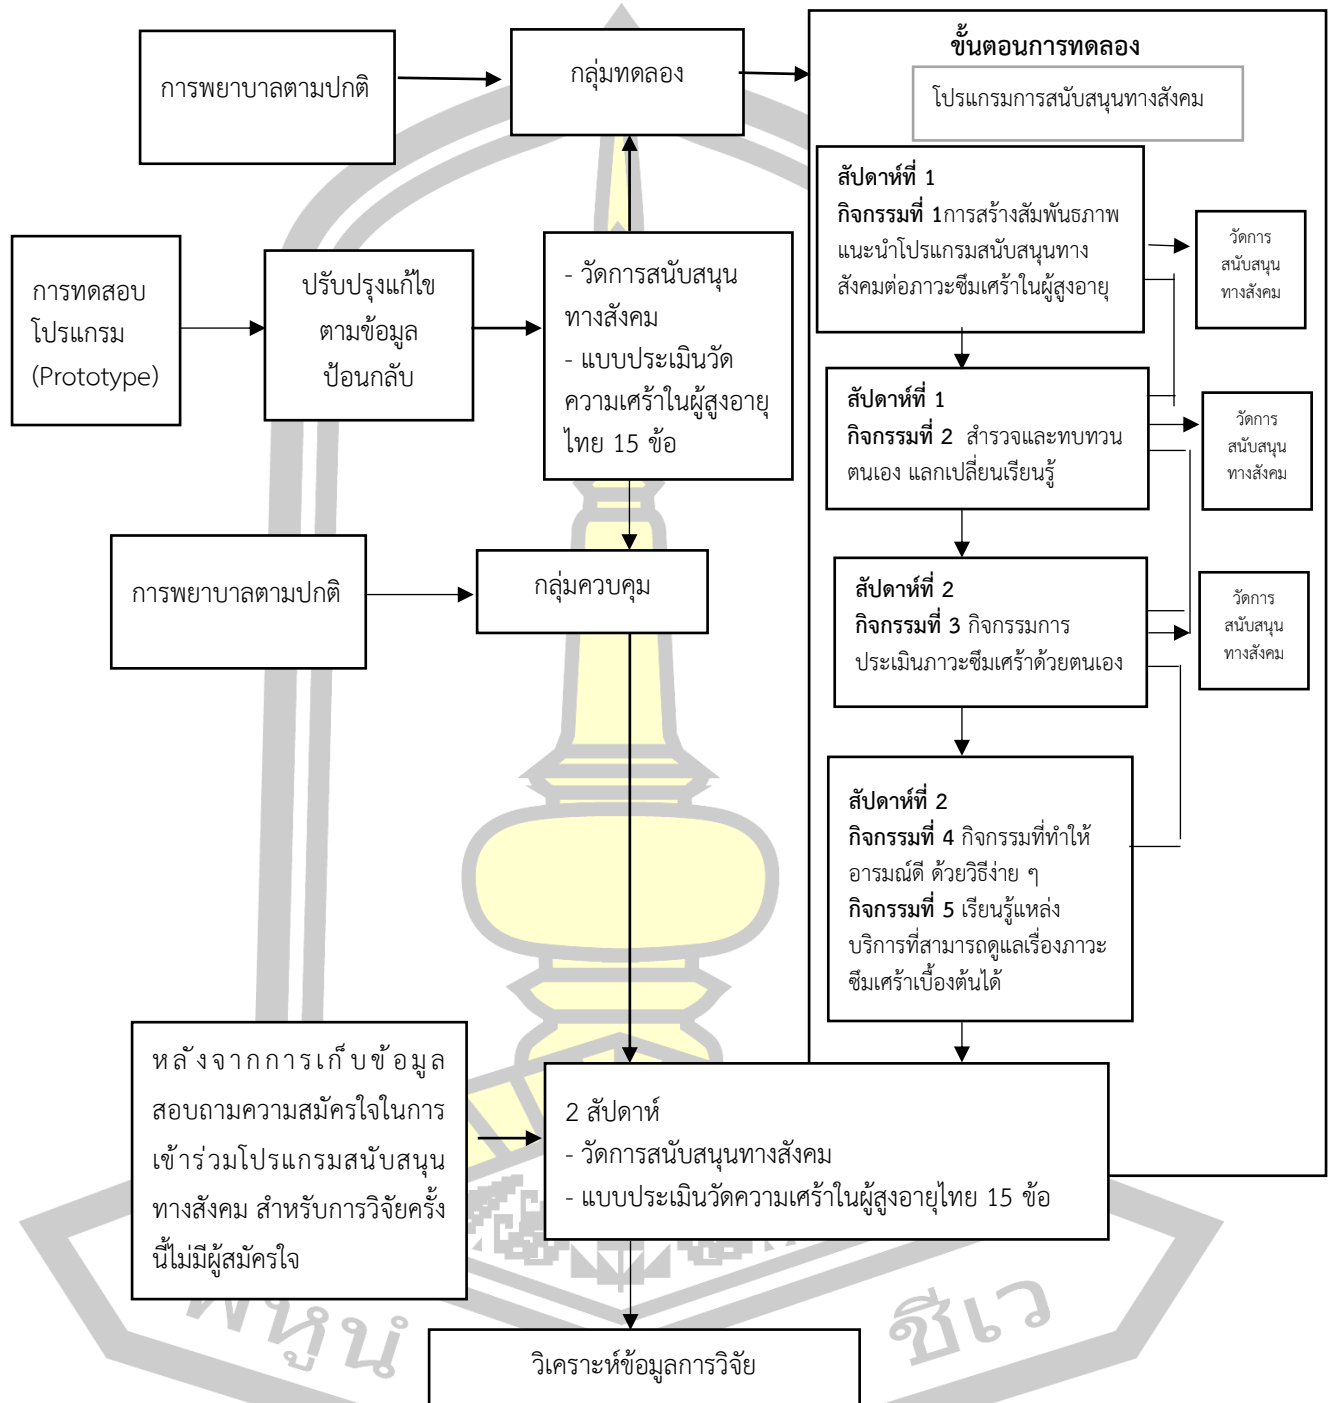 การพยาบาลตามปกติ
กลุ่มทดลอง
ขั้นตอนการทดลอง
โปรแกรมการสนับสนุนทางสังคม
สัปดาห์ที่ 1
กิจกรรมที่ 1การสร้างสัมพันธภาพ
แนะนำโปรแกรมสนับสนุนทาง
สังคมต่อภาวะซึมเศร้าในผู้สูงอายุ
วัดการ
สนับสนุน
ทางสังคม
การทดสอบ
โปรแกรม
(Prototype)
ปรับปรุงแก้ไข
ตามข้อมูล
ป้อนกลับ
- วัดการสนับสนุน
ทางสังคม
- แบบประเมินวัด
ความเศร้าในผู้สูงอายุ
ไทย 15 ข้อ
สัปดาห์ที่ 1
กิจกรรมที่ 2 สำรวจและทบทวน
ตนเอง แลกเปลี่ยนเรียนรู้
วัดการ
สนับสนุน
ทางสังคม
การพยาบาลตามปกติ
กลุ่มควบคุม
สัปดาห์ที่ 2
กิจกรรมที่ 3 กิจกรรมการ
ประเมินภาวะซึมเศร้าด้วยตนเอง
วัดการ
สนับสนุน
ทางสังคม
สัปดาห์ที่ 2
กิจกรรมที่ 4 กิจกรรมที่ทำให้
อารมณ์ดี ด้วยวิธีง่าย ๆ
กิจกรรมที่ 5 เรียนรู้แหล่ง
บริการที่สามารถดูแลเรื่องภาวะ
ซึมเศร้าเบื้องต้นได้
หลังจากการเก็บข้อมูล
สอบถามความสมัครใจในการ
เข้าร่วมโปรแกรมสนับสนุน
ทางสังคม สำหรับการวิจัยครั้ง
นี้ไม่มีผู้สมัครใจ
2 สัปดาห์
- วัดการสนับสนุนทางสังคม
- แบบประเมินวัดความเศร้าในผู้สูงอายุไทย 15 ข้อ
วิเคราะห์ข้อมูลการวิจัย
พหูนํ
ชีเว